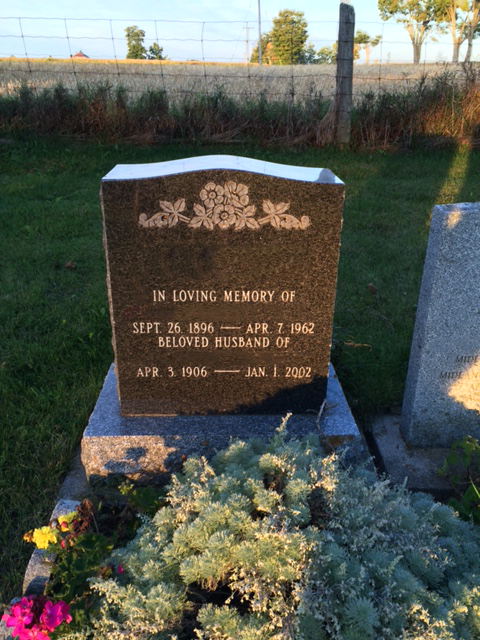 IN LOVING MEMORY OF
SEPT. 26. 1896 — APR. 7. 1962
BELOVED HUSBAND OF
APR. 3. 1906 — JAN. 1. 2002